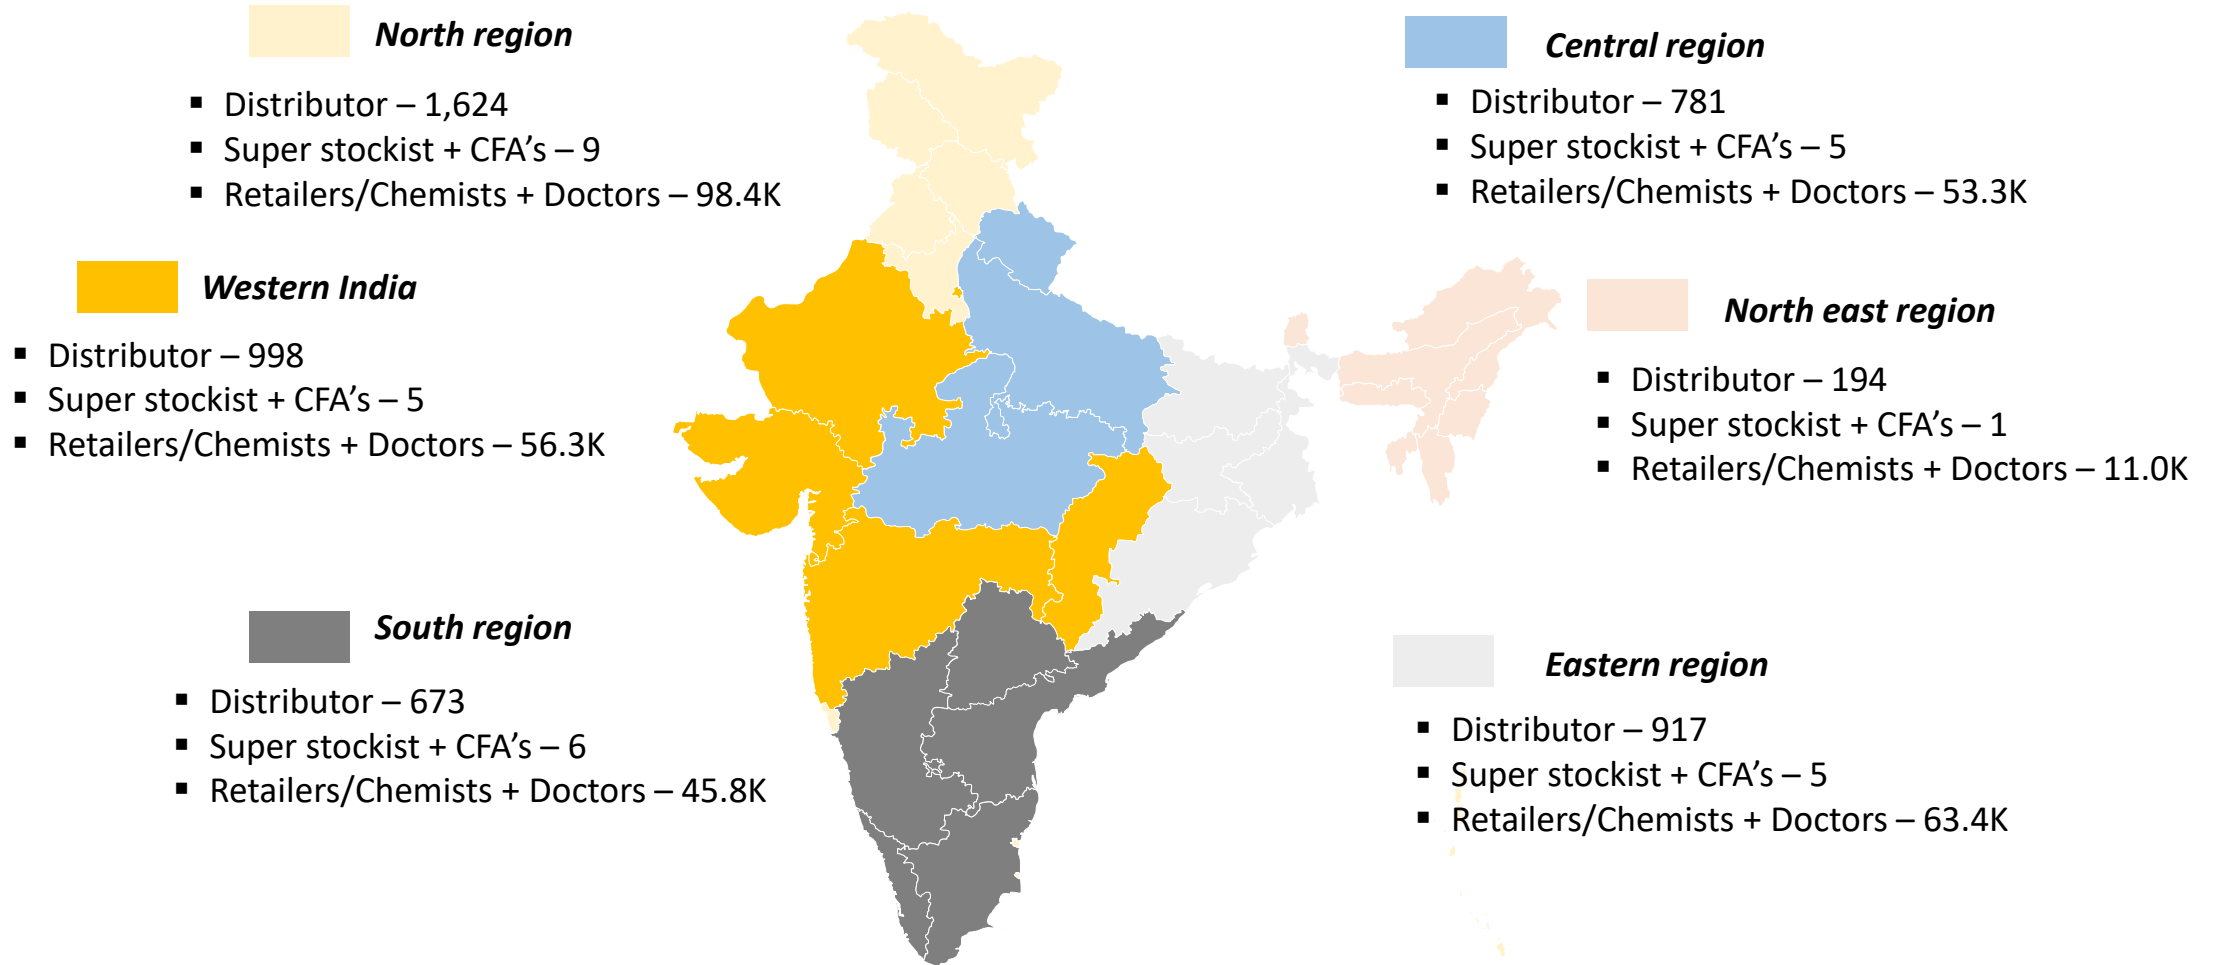 North region
▪ Distributor – 1,624
▪ Super stockist + CFA’s – 9
▪ Retailers/Chemists + Doctors – 98.4K
Central region
▪ Distributor – 781
▪ Super stockist + CFA’s – 5
▪ Retailers/Chemists + Doctors – 53.3K
Western India
▪ Distributor – 998
▪ Super stockist + CFA’s – 5
▪ Retailers/Chemists + Doctors – 56.3K
North east region
▪ Distributor – 194
▪ Super stockist + CFA’s – 1
▪ Retailers/Chemists + Doctors – 11.0K
South region
▪ Distributor – 673
▪ Super stockist + CFA’s – 6
▪ Retailers/Chemists + Doctors – 45.8K
Eastern region
▪ Distributor – 917
▪ Super stockist + CFA’s – 5
▪ Retailers/Chemists + Doctors – 63.4K